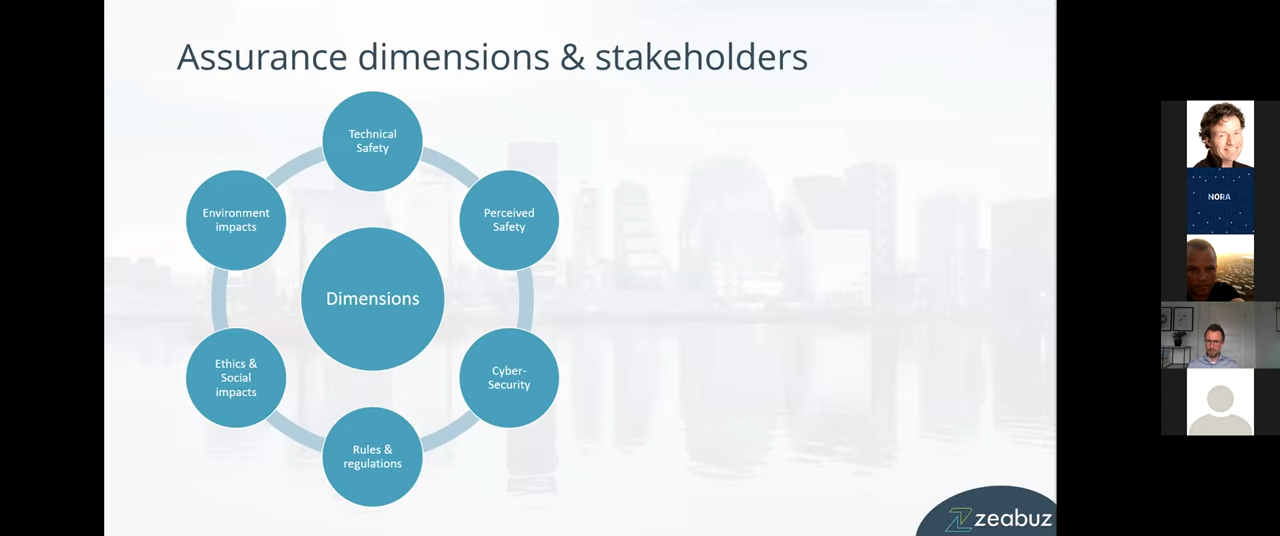 Assurance dimensions & stakeholders
Technical
Safety
Perceived
Safety
Cyber-
Security
Rules &
regulations
Ethics &
Social
impacts
Environment
impacts
Dimensions
zeabuz
NORA